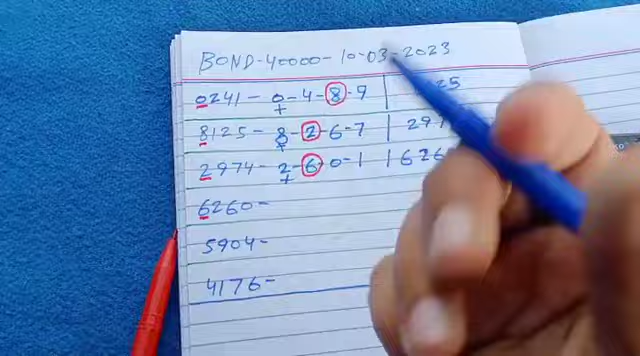 BOND-40000-10-03-2023
0241- 0-4-8-9 | 25
8125- 8-2-6-7 | 297
2974- 2-6-0-1 | 626
6260-
5904-
4176-